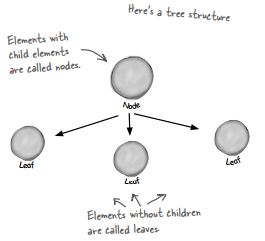 Here's a tree structure
Elements with
child elements
are called nodes.
Node
Leaf
Leaf
Leaf
Elements without children
are called leaves.